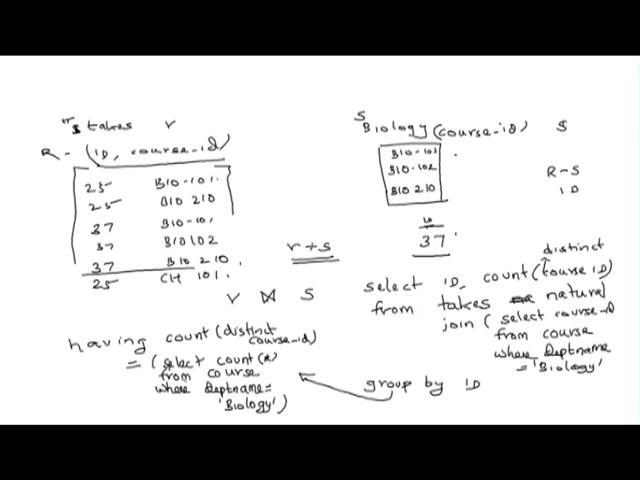 takes r
R - (ID, course-id)
25 BIO-101.
25 BIO 210
37 BIO-101
37 BIO102
37 BIO 210
25 CH 101.
S
Biology(course-id) S
BIO-101
BIO-102
BIO 210
R-S
ID
ID
37
r÷s
r ⋈ S
select ID, count(distinct course ID)
from takes natural
join (select course-id
from course
where deptname
= 'Biology'
group by ID
having count(distinct
course-id)
= (select count(*)
from course
where deptname=
'Biology')